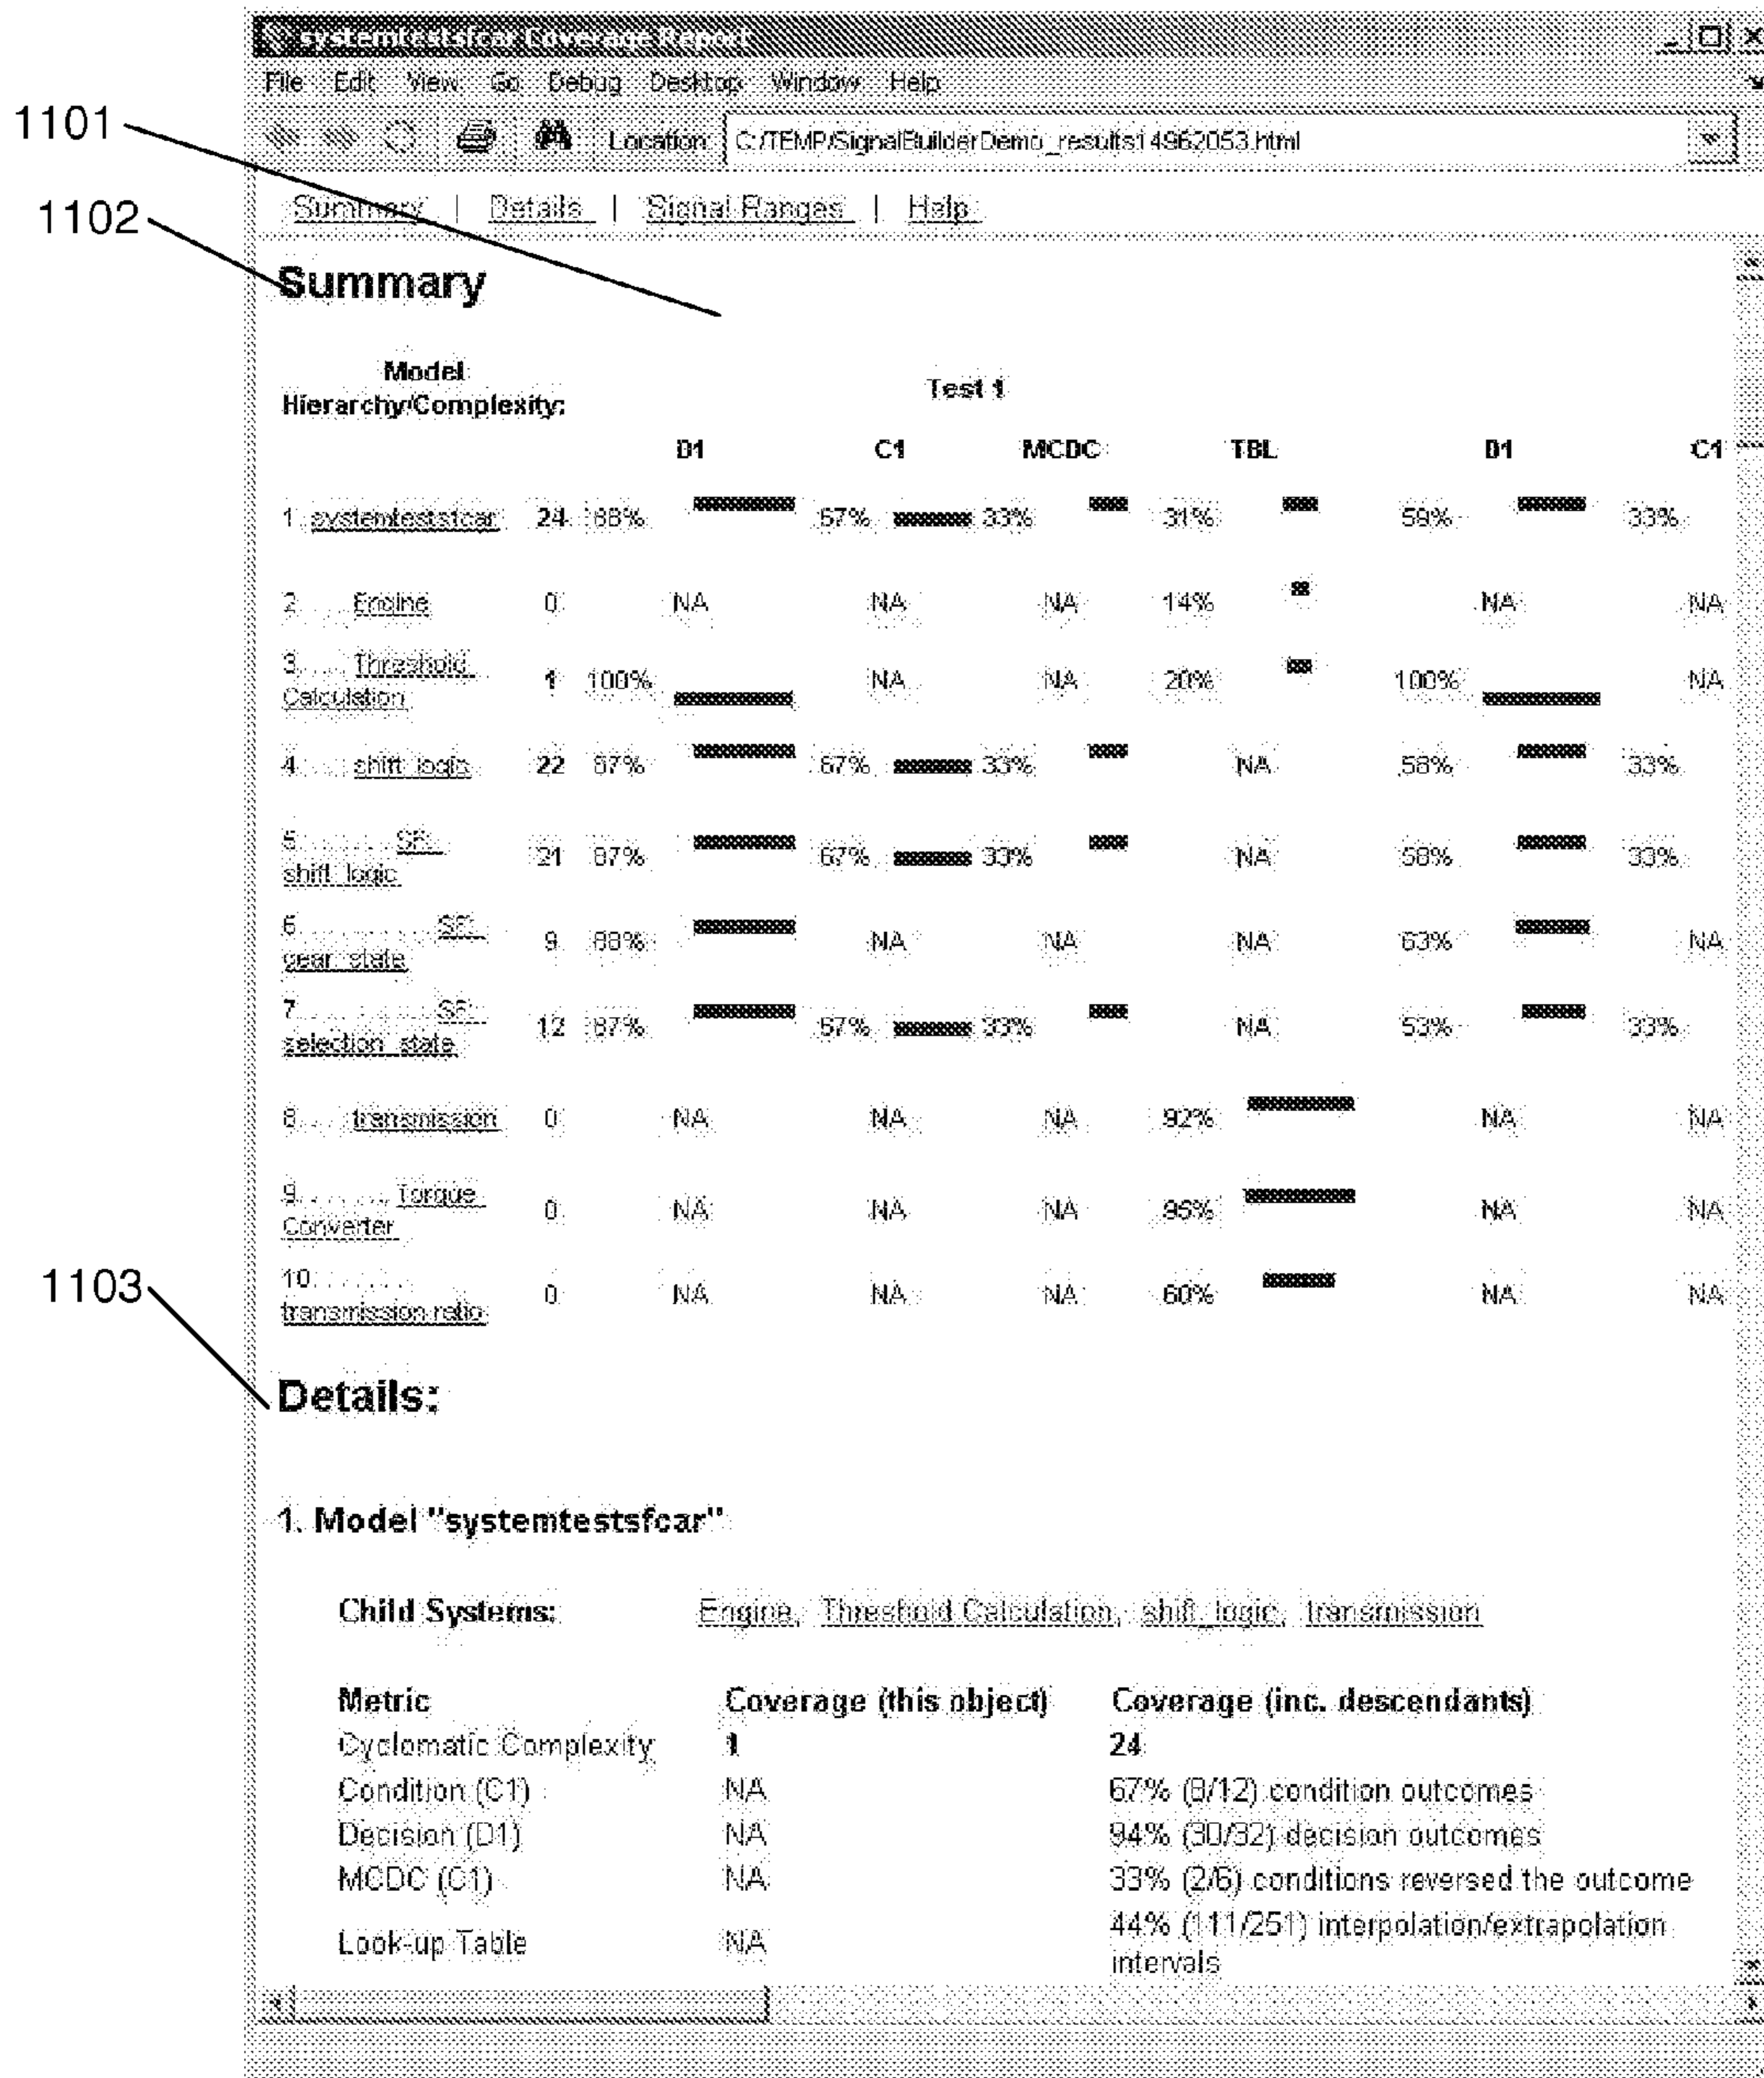 systemtestsfcar Coverage Report
File Edit View Go Debug Desktop Window Help
1101
Location: C:/TEMP/SignalBuilderDemo_results14962053.html
Summary | Details | Signal Ranges | Help
1102
Summary
Model
Hierarchy/Complexity:
Test 1
D1 C1 MCDC TBL D1 C1
1. systemtestsfcar 24 88% 67% 33% 31% 59% 33%
2. . . . . Engine 0 NA NA NA 14% NA NA
3. . . . . Threshold
Calculation 1 100% NA NA 20% 100% NA
4. . . . . shift_logic 22 87% 67% 33% NA 58% 33%
5. . . . . . . . SF:
shift_logic 21 87% 67% 33% NA 58% 33%
6. . . . . . . . . . . SF:
gear_state 9 88% NA NA NA 63% NA
7. . . . . . . . . . . SF:
selection_state 12 87% 67% 33% NA 53% 33%
8. . . . . transmission 0 NA NA NA 92% NA NA
9. . . . . . . . Torque
Converter 0 NA NA NA 95% NA NA
10. . . . . . .
transmission ratio 0 NA NA NA 60% NA NA
1103
Details:
1. Model "systemtestsfcar"
Child Systems: Engine, Threshold Calculation, shift_logic, transmission
Metric Coverage (this object) Coverage (inc. descendants)
Cyclomatic Complexity 1 24
Condition (C1) NA 67% (8/12) condition outcomes
Decision (D1) NA 94% (30/32) decision outcomes
MCDC (C1) NA 33% (2/6) conditions reversed the outcome
Look-up Table NA 44% (111/251) interpolation/extrapolation
intervals